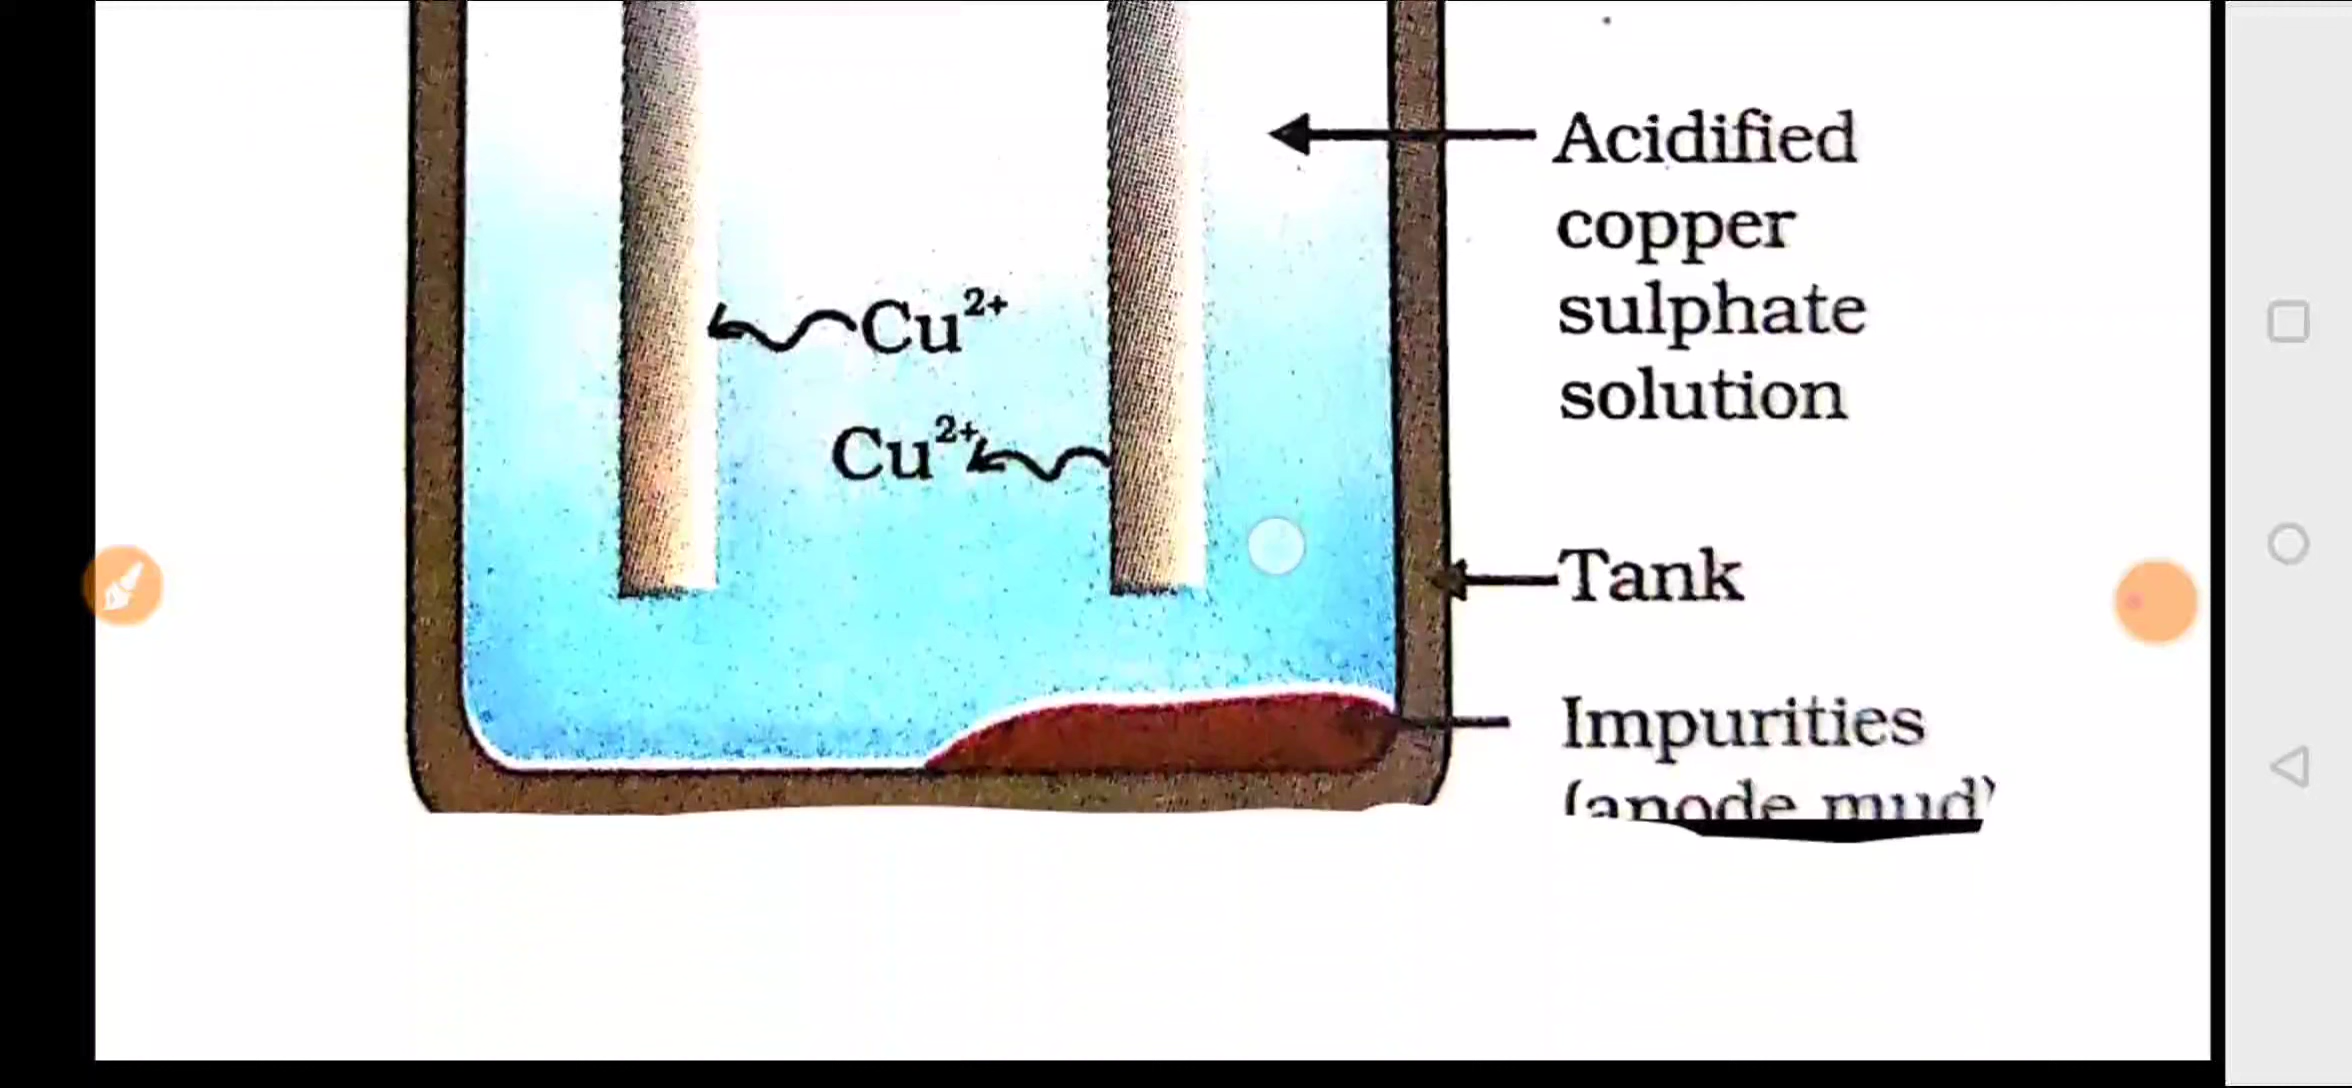 Acidified
copper
sulphate
solution
Cu²⁺
Cu²⁺
Tank
Impurities
(anode mud)